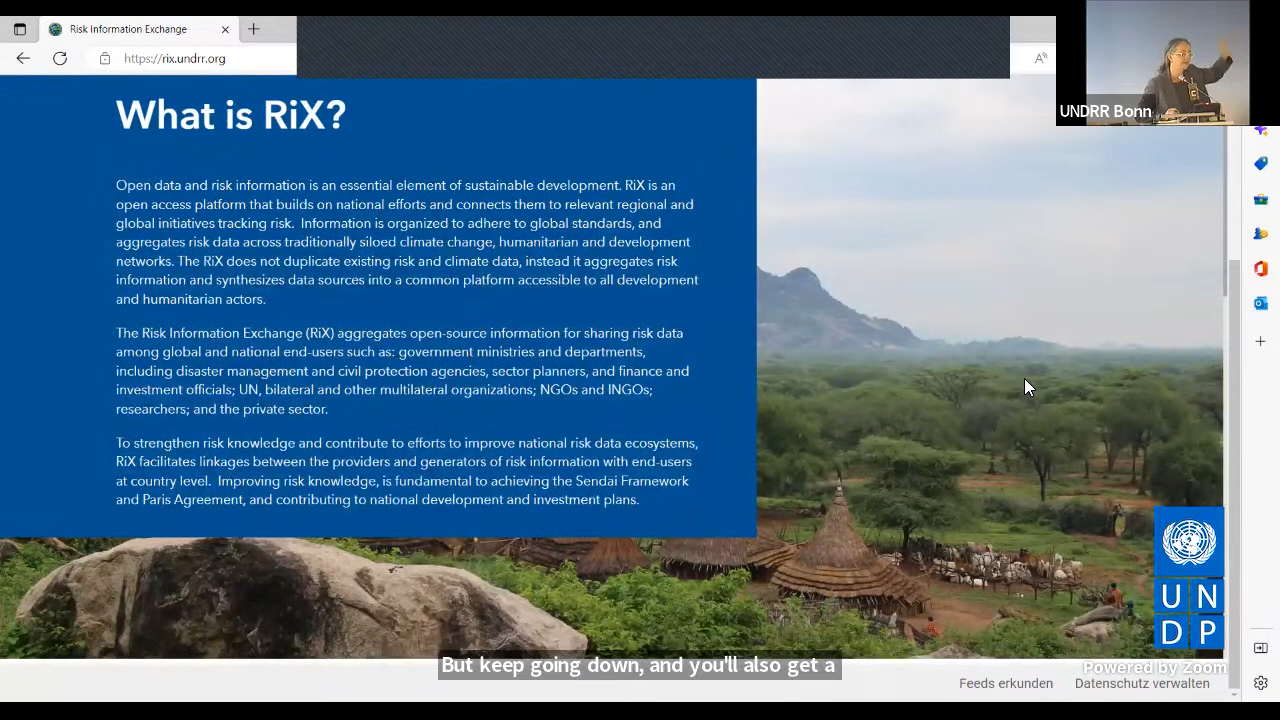 Risk Information Exchange
https://rix.undrr.org
UNDRR Bonn
What is RiX?
Open data and risk information is an essential element of sustainable development. RiX is an
open access platform that builds on national efforts and connects them to relevant regional and
global initiatives tracking risk. Information is organized to adhere to global standards, and
aggregates risk data across traditionally siloed climate change, humanitarian and development
networks. The RiX does not duplicate existing risk and climate data, instead it aggregates risk
information and synthesizes data sources into a common platform accessible to all development
and humanitarian actors.
The Risk Information Exchange (RiX) aggregates open-source information for sharing risk data
among global and national end-users such as: government ministries and departments,
including disaster management and civil protection agencies, sector planners, and finance and
investment officials; UN, bilateral and other multilateral organizations; NGOs and INGOs;
researchers; and the private sector.
To strengthen risk knowledge and contribute to efforts to improve national risk data ecosystems,
RiX facilitates linkages between the providers and generators of risk information with end-users
at country level. Improving risk knowledge, is fundamental to achieving the Sendai Framework
and Paris Agreement, and contributing to national development and investment plans.
U N
D P
But keep going down, and you'll also get a
Powered by Zoom
Feeds erkunden Datenschutz verwalten